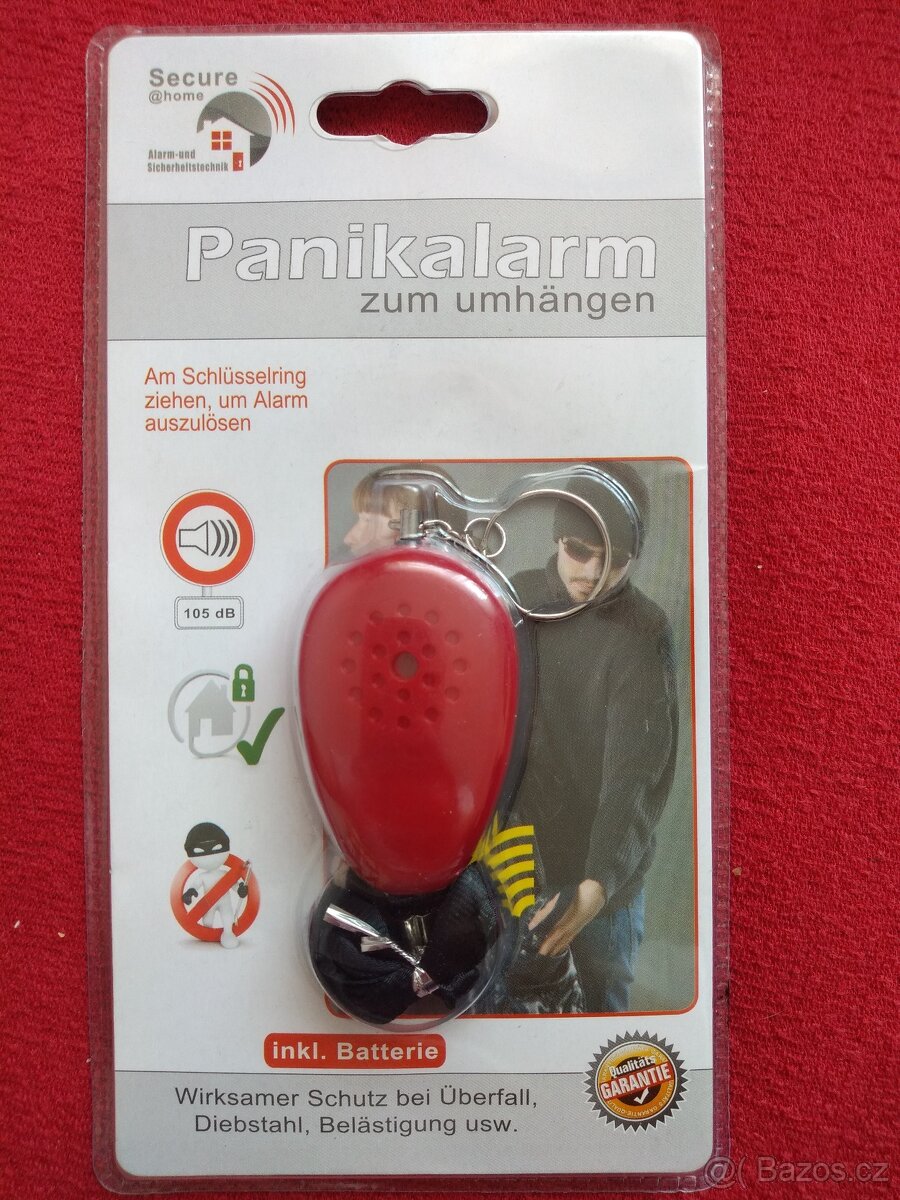 Secure
@home
Alarm-und
Sicherheitstechnik
Panikalarm
zum umhängen
Am Schlüsselring
ziehen, um Alarm
auszulösen
105 dB
inkl. Batterie
Qualitäts
GARANTIE
Wirksamer Schutz bei Überfall,
Diebstahl, Belästigung usw.
@( Bazos.cz